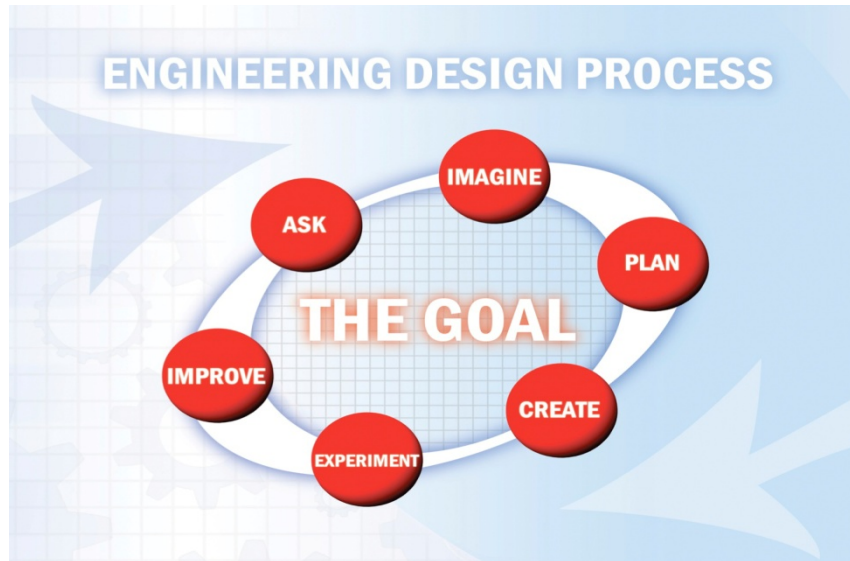 ENGINEERING DESIGN PROCESS
IMAGINE
ASK
PLAN
THE GOAL
IMPROVE
CREATE
EXPERIMENT